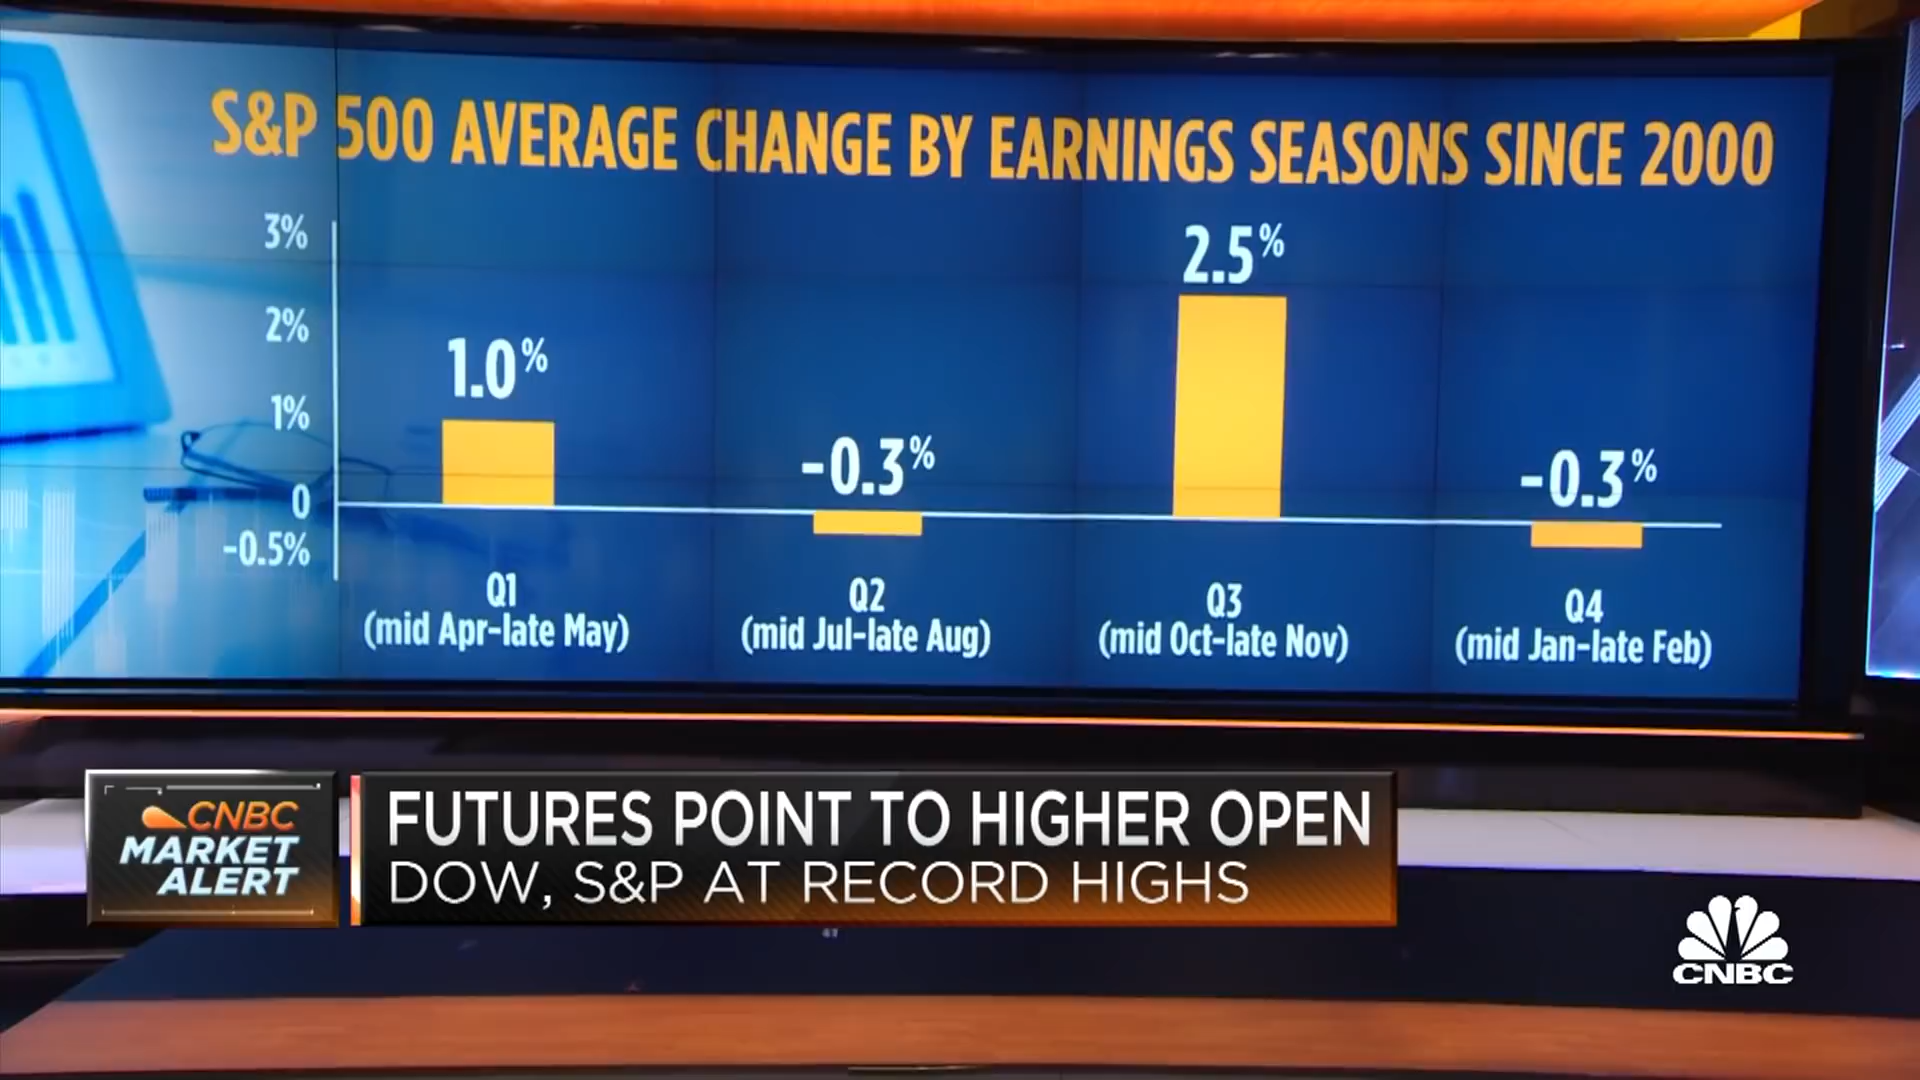 S&P 500 AVERAGE CHANGE BY EARNINGS SEASONS SINCE 2000
3%
2%
1%
0
-0.5%
1.0%
-0.3%
2.5%
-0.3%
Q1
(mid Apr-late May)
Q2
(mid Jul-late Aug)
Q3
(mid Oct-late Nov)
Q4
(mid Jan-late Feb)
CNBC
MARKET
ALERT
FUTURES POINT TO HIGHER OPEN
DOW, S&P AT RECORD HIGHS
CNBC